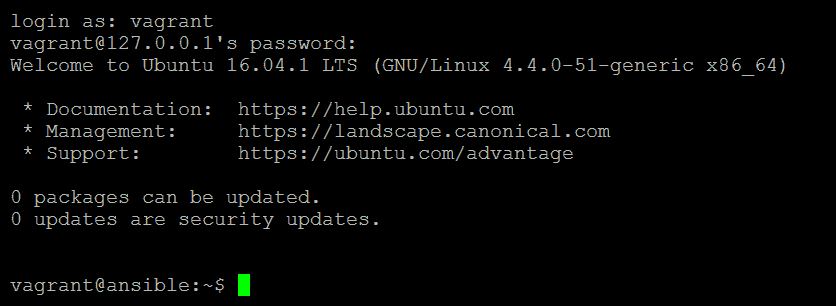 login as: vagrant
vagrant@127.0.0.1's password:
Welcome to Ubuntu 16.04.1 LTS (GNU/Linux 4.4.0-51-generic x86_64)
* Documentation:  https://help.ubuntu.com
* Management:     https://landscape.canonical.com
* Support:        https://ubuntu.com/advantage
0 packages can be updated.
0 updates are security updates.
vagrant@ansible:~$